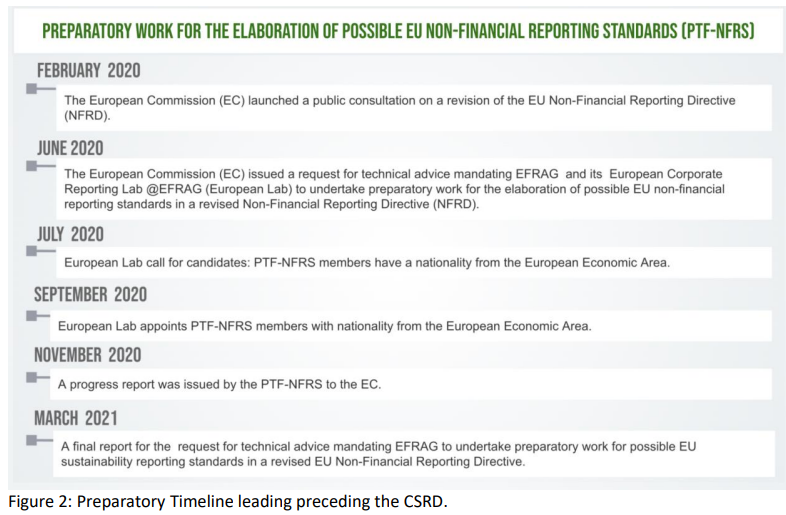 PREPARATORY WORK FOR THE ELABORATION OF POSSIBLE EU NON-FINANCIAL REPORTING STANDARDS (PTF-NFRS)
FEBRUARY 2020
The European Commission (EC) launched a public consultation on a revision of the EU Non-Financial Reporting Directive
(NFRD).
JUNE 2020
The European Commission (EC) issued a request for technical advice mandating EFRAG and its European Corporate
Reporting Lab @EFRAG (European Lab) to undertake preparatory work for the elaboration of possible EU non-financial
reporting standards in a revised Non-Financial Reporting Directive (NFRD).
JULY 2020
European Lab call for candidates: PTF-NFRS members have a nationality from the European Economic Area.
SEPTEMBER 2020
European Lab appoints PTF-NFRS members with nationality from the European Economic Area.
NOVEMBER 2020
A progress report was issued by the PTF-NFRS to the EC.
MARCH 2021
A final report for the request for technical advice mandating EFRAG to undertake preparatory work for possible EU
sustainability reporting standards in a revised EU Non-Financial Reporting Directive.
Figure 2: Preparatory Timeline leading preceding the CSRD.